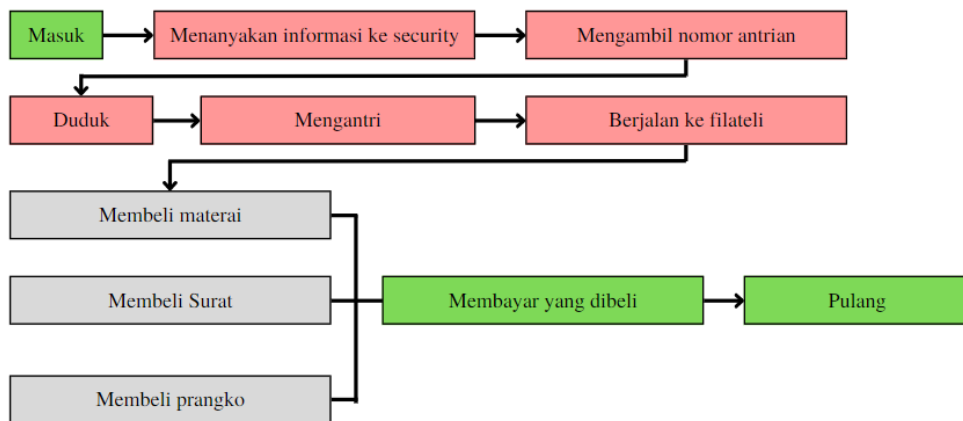 Masuk
Menanyakan informasi ke security
Mengambil nomor antrian
Duduk
Mengantri
Berjalan ke filateli
Membeli materai
Membeli Surat
Membayar yang dibeli
Pulang
Membeli prangko